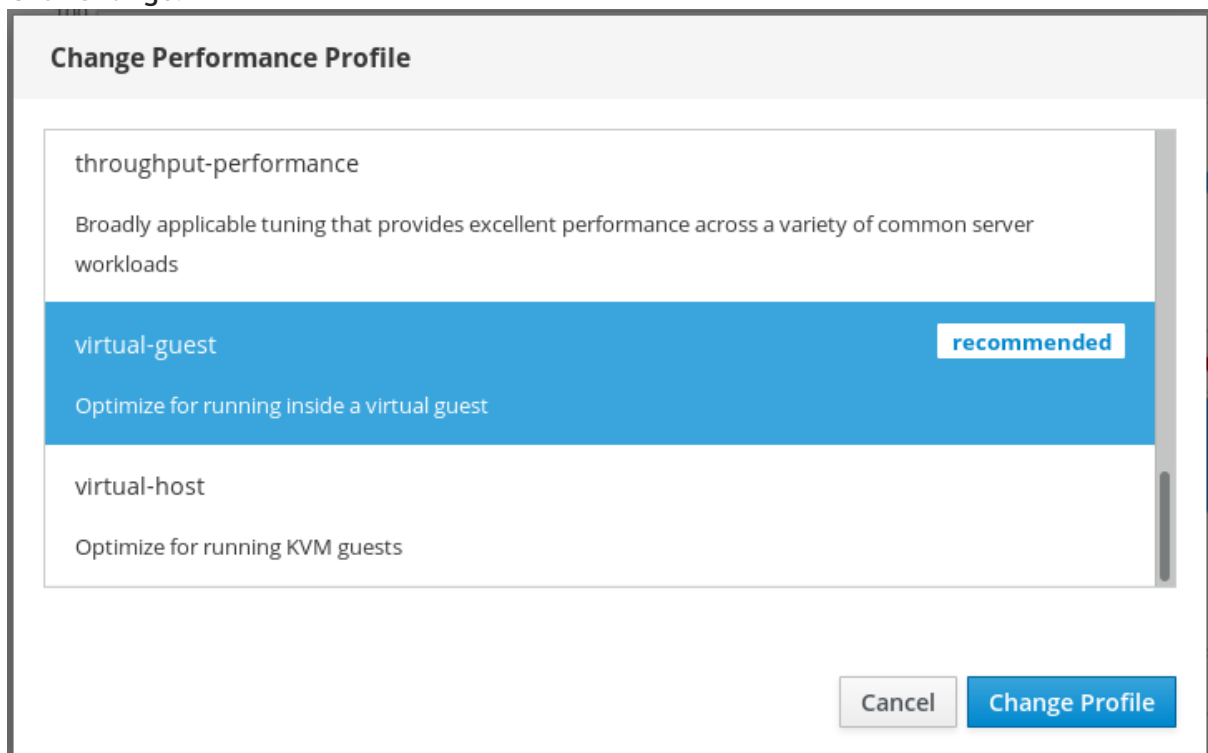 Change Performance Profile
throughput-performance
Broadly applicable tuning that provides excellent performance across a variety of common server
workloads
virtual-guest
recommended
Optimize for running inside a virtual guest
virtual-host
Optimize for running KVM guests
Cancel
Change Profile